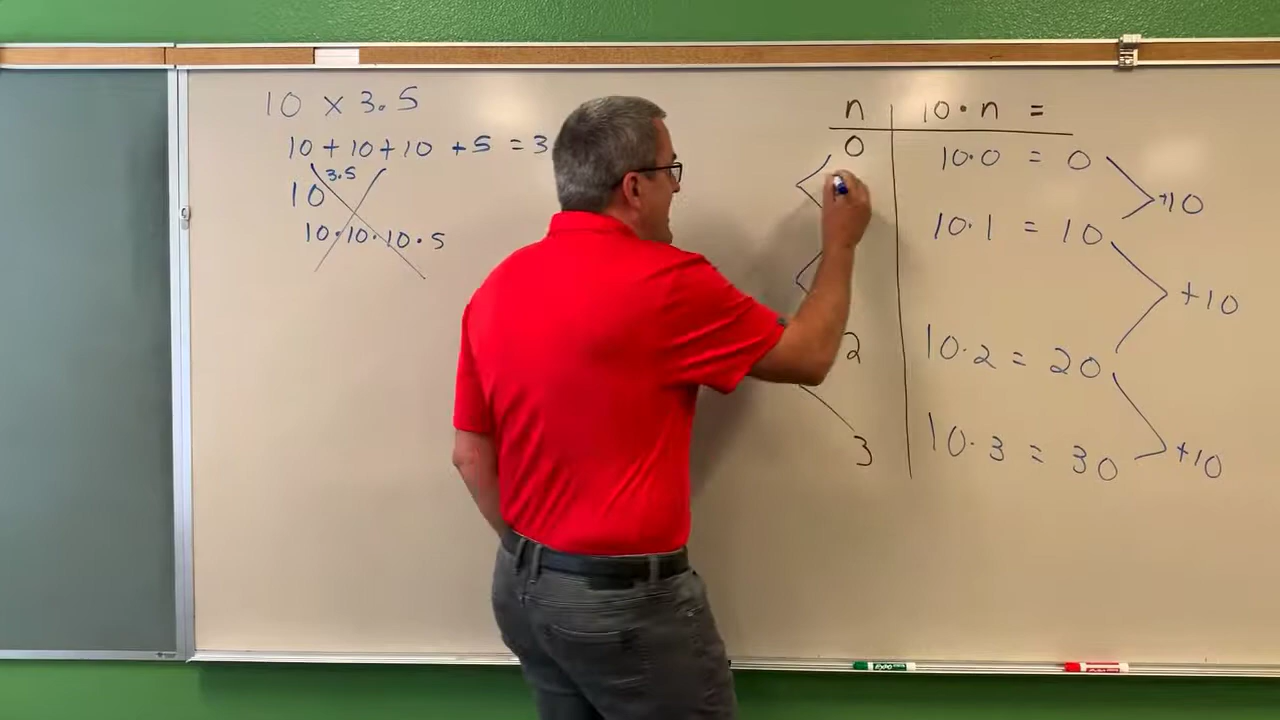 10 x 3.5
10 + 10 + 10 + 5 = 3
10 3.5
10 · 10 · 10 · 5
n 10 · n =
0 10·0 = 0 +10
10·1 = 10 +10
2 10·2 = 20
3 10·3 = 30 +10